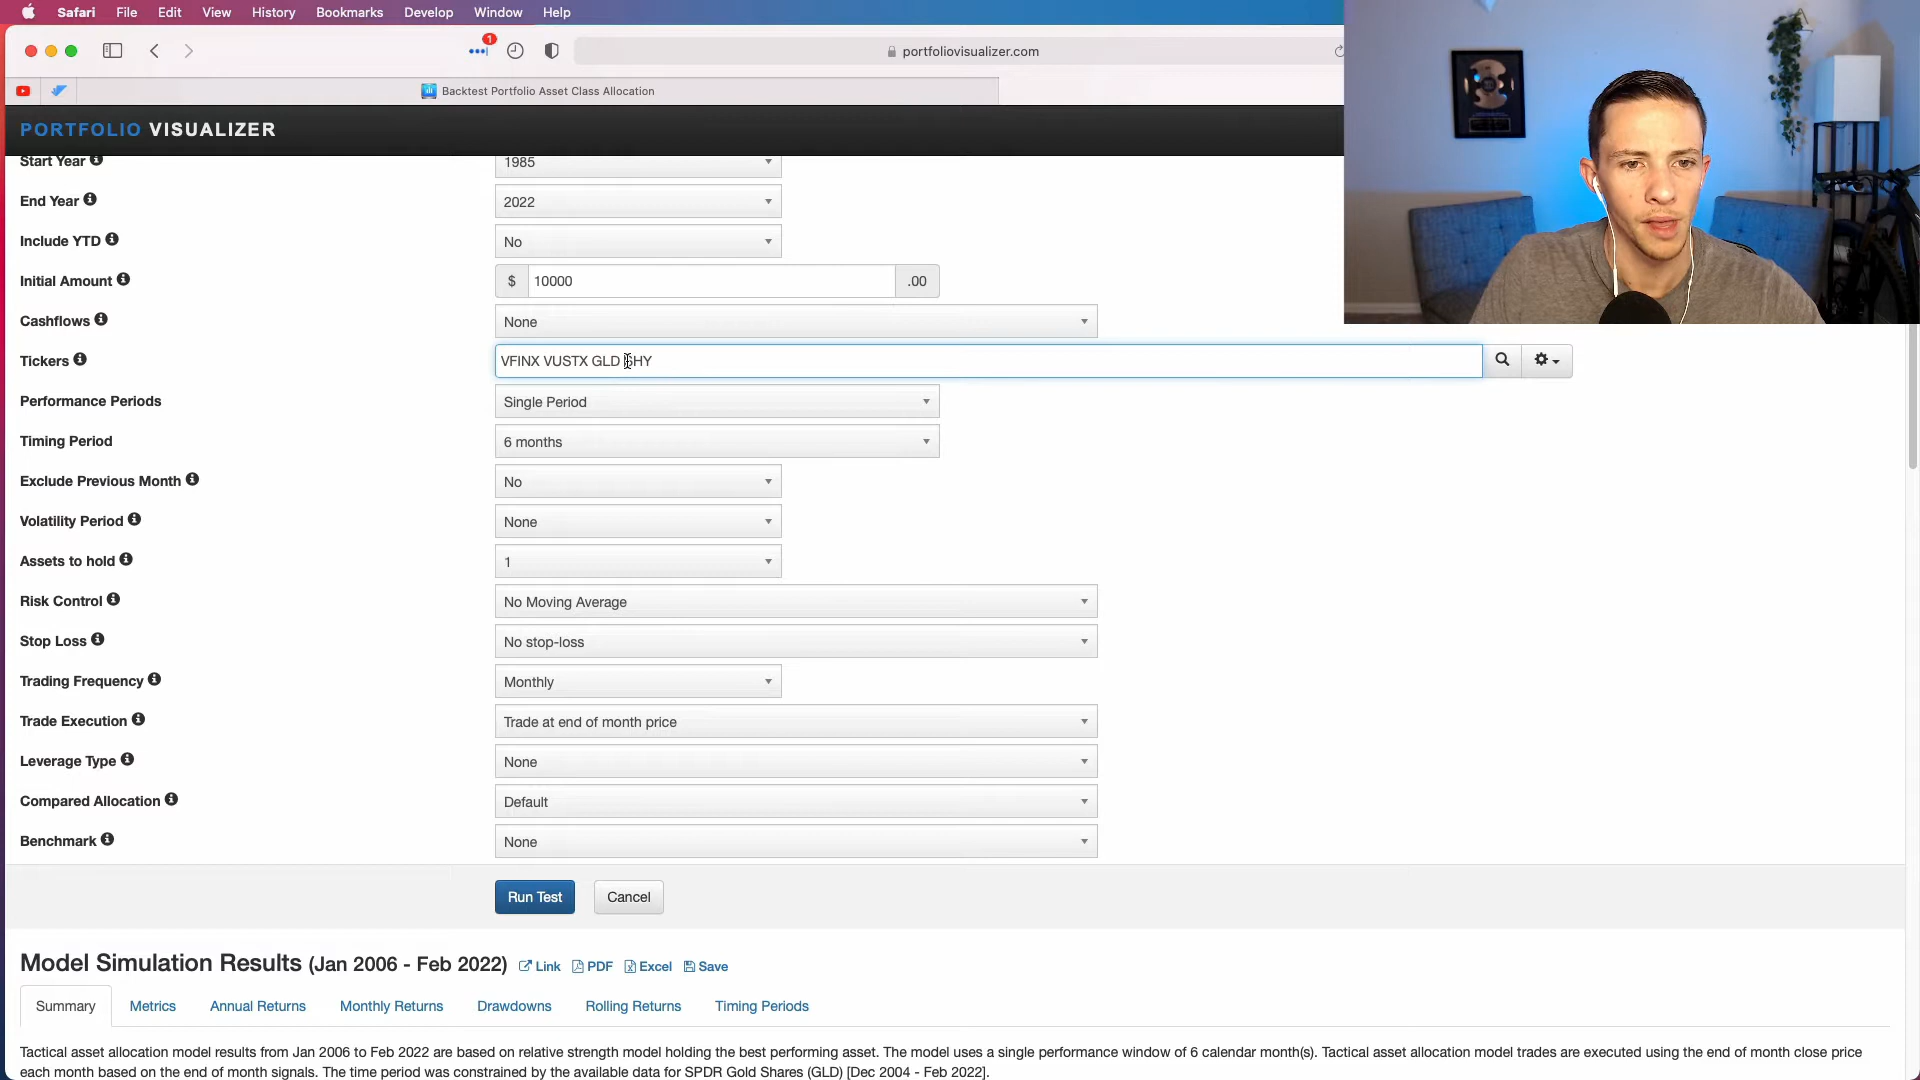 Safari File Edit View History Bookmarks Develop Window Help
1
portfoliovisualizer.com
Backtest Portfolio Asset Class Allocation
PORTFOLIO VISUALIZER
Start Year 1985
End Year 2022
Include YTD No
Initial Amount $ 10000 .00
Cashflows None
Tickers VFINX VUSTX GLD SHY
Performance Periods Single Period
Timing Period 6 months
Exclude Previous Month No
Volatility Period None
Assets to hold 1
Risk Control No Moving Average
Stop Loss No stop-loss
Trading Frequency Monthly
Trade Execution Trade at end of month price
Leverage Type None
Compared Allocation Default
Benchmark None
Run Test Cancel
Model Simulation Results (Jan 2006 - Feb 2022) Link PDF Excel Save
Summary Metrics Annual Returns Monthly Returns Drawdowns Rolling Returns Timing Periods
Tactical asset allocation model results from Jan 2006 to Feb 2022 are based on relative strength model holding the best performing asset. The model uses a single performance window of 6 calendar month(s). Tactical asset allocation model trades are executed using the end of month close price
each month based on the end of month signals. The time period was constrained by the available data for SPDR Gold Shares (GLD) [Dec 2004 - Feb 2022].